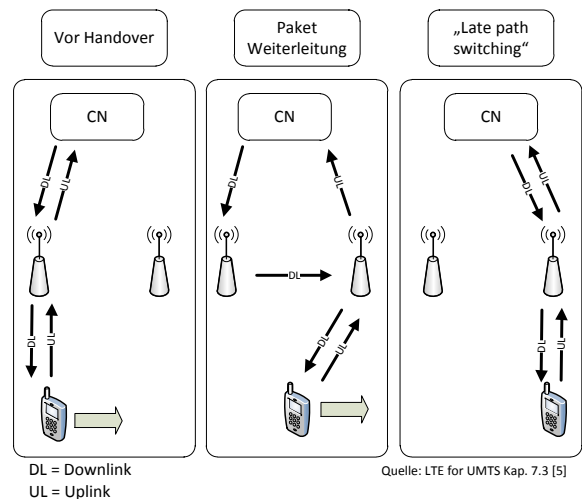 Vor Handover
Paket
Weiterleitung
„Late path
switching“
CN
DL
UL
DL
UL
CN
DL
UL
DL
DL
UL
CN
DL
UL
DL
UL
DL = Downlink
UL = Uplink
Quelle: LTE for UMTS Kap. 7.3 [5]